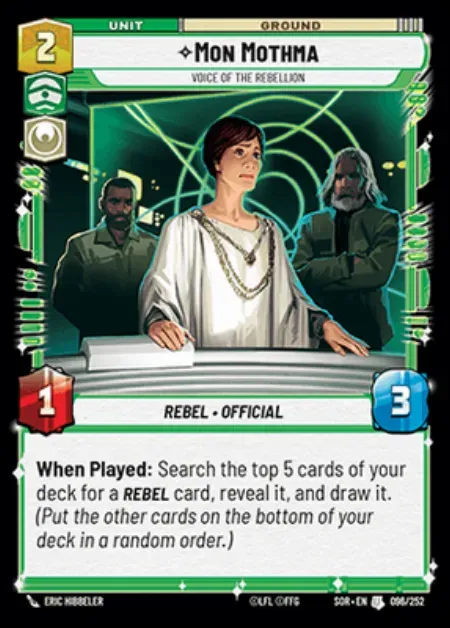 UNIT GROUND
2
MON MOTHMA
VOICE OF THE REBELLION
1
REBEL • OFFICIAL
3
When Played: Search the top 5 cards of your
deck for a REBEL card, reveal it, and draw it.
(Put the other cards on the bottom of your
deck in a random order.)
ERIC HIBBELER ©LFL ©FFG SOR • EN U 096/252